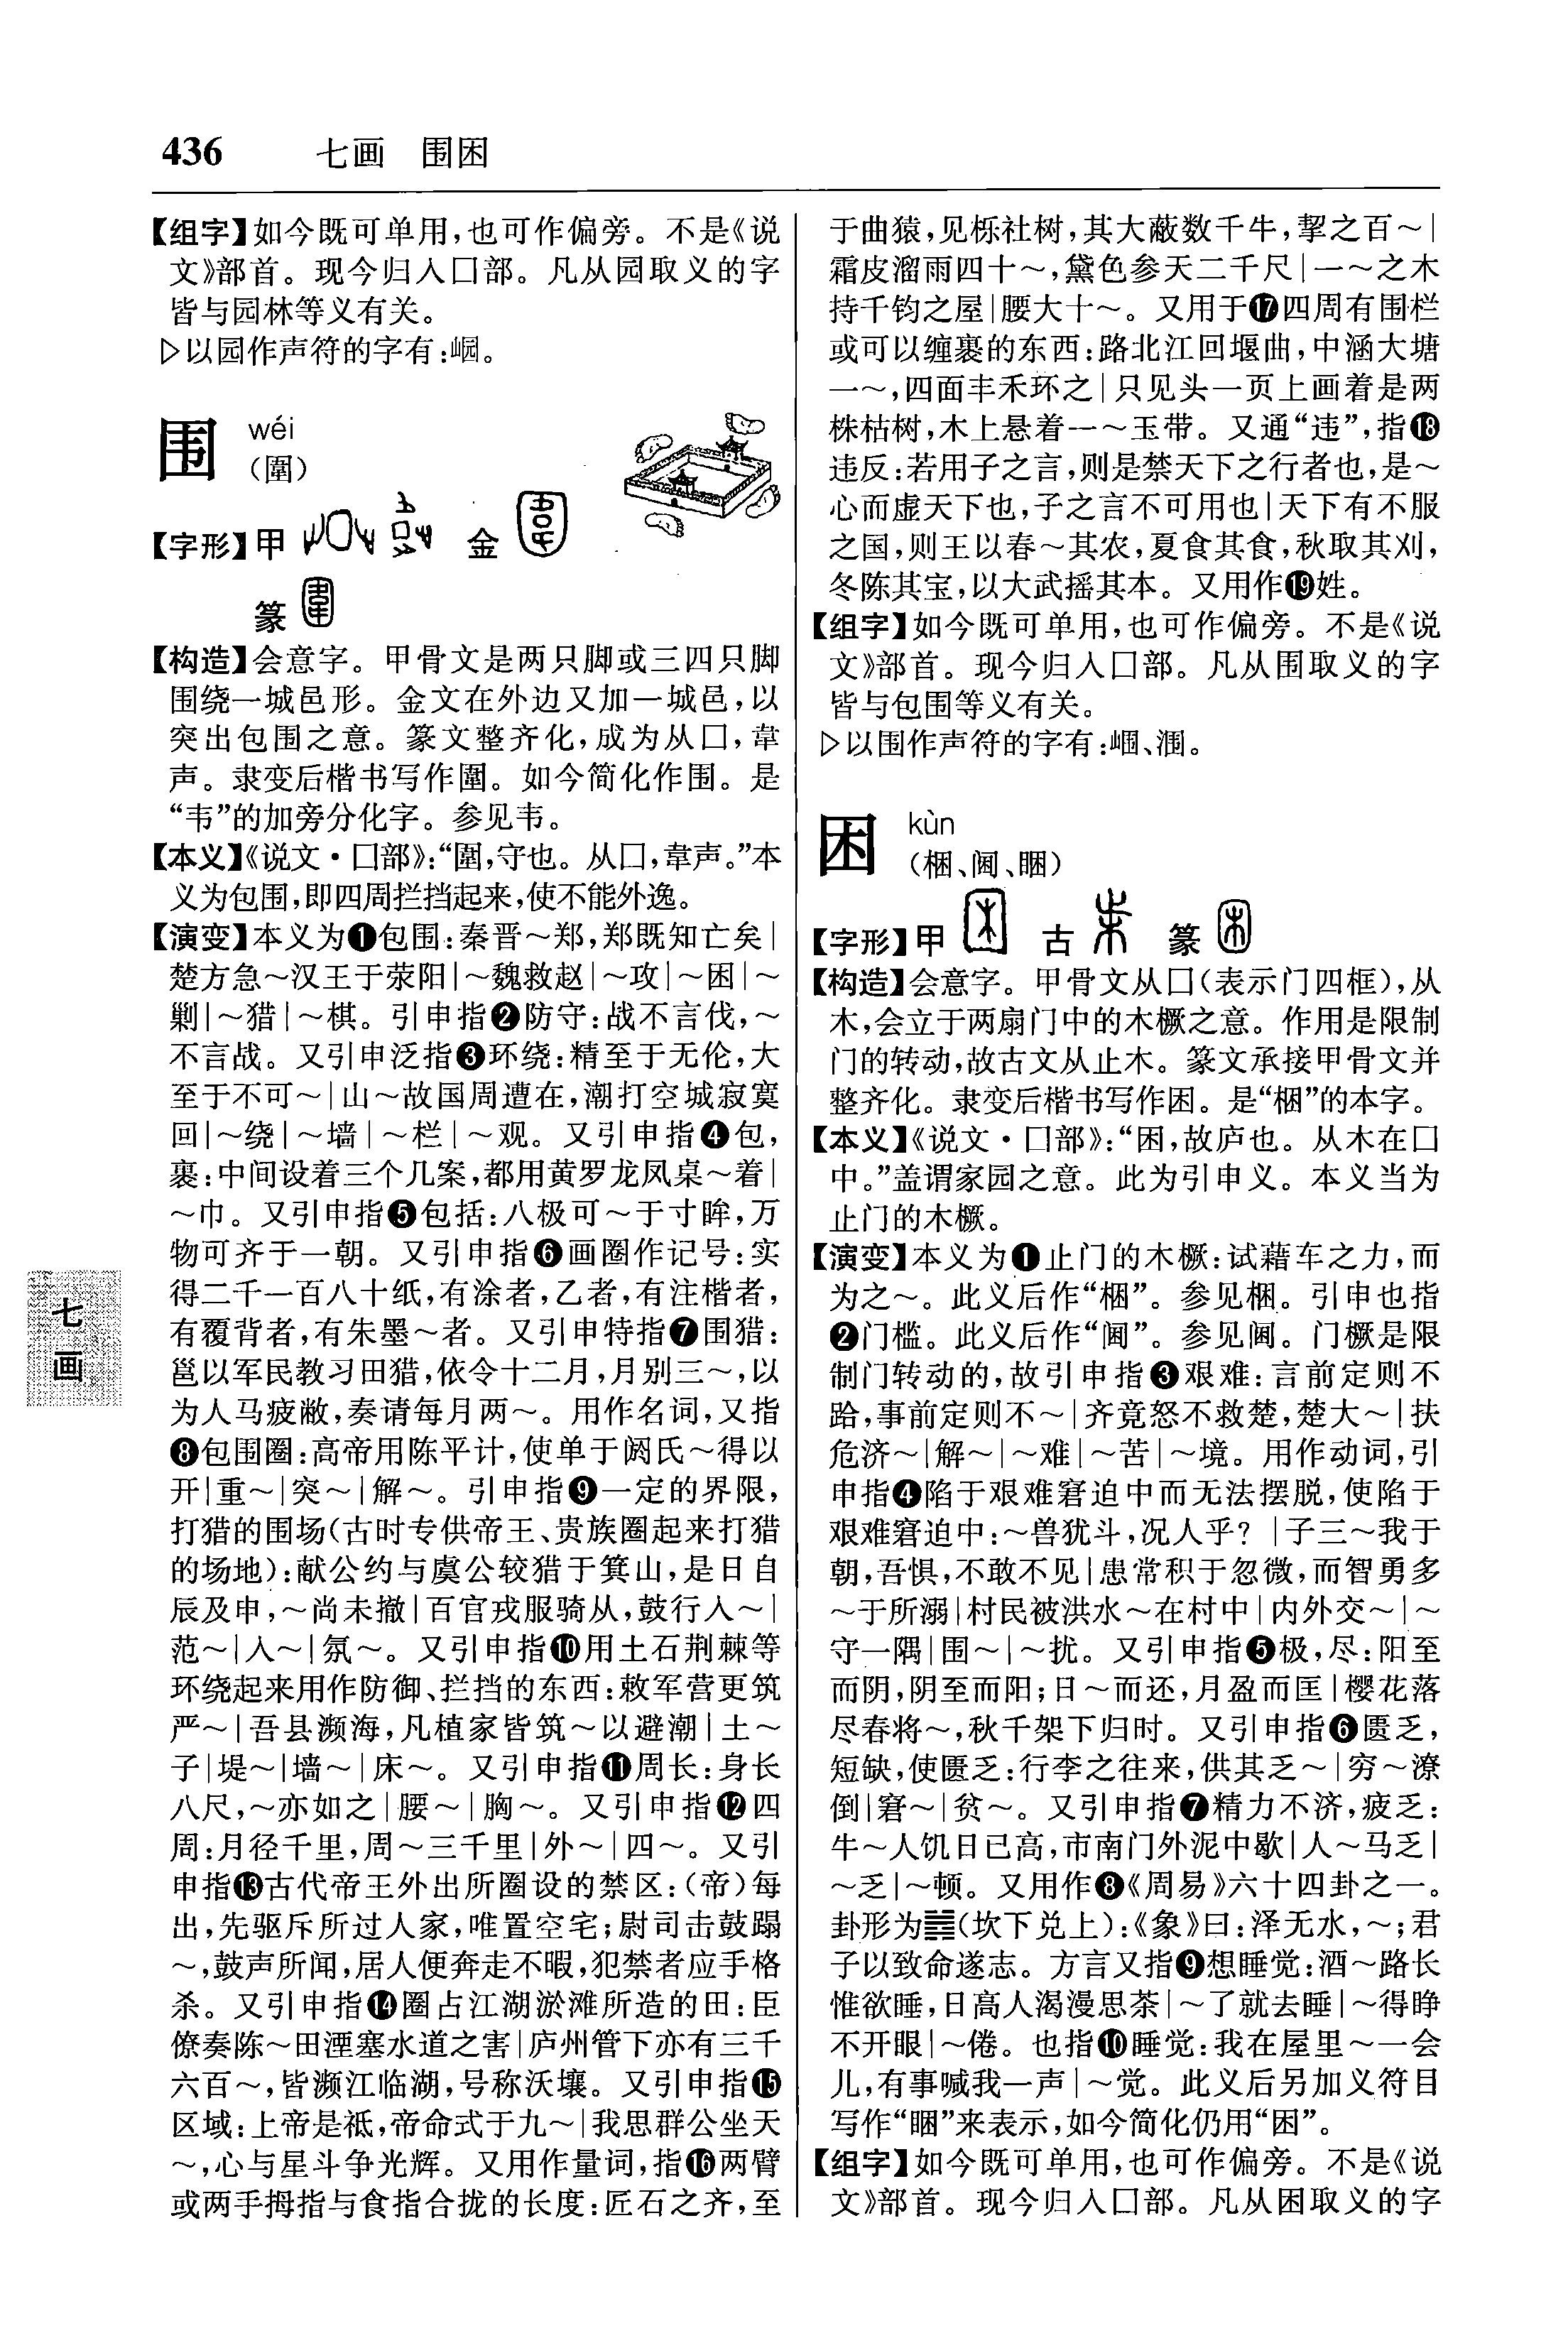 436 七画 围困
【组字】如今既可单用,也可作偏旁。不是《说
文》部首。现今归入囗部。凡从园取义的字
皆与园林等义有关。
▷以园作声符的字有:
围 wéi
(圍)
【字形】甲 金
篆
【构造】会意字。甲骨文是两只脚或三四只脚
围绕一城邑形。金文在外边又加一城邑,以
突出包围之意。篆文整齐化,成为从囗,韋
声。隶变后楷书写作圍。如今简化作围。是
“韦”的加旁分化字。参见韦。
【本义】《说文·囗部》:“圍,守也。从囗,韋声。”本
义为包围,即四周拦挡起来,使不能外逸。
【演变】本义为❶包围:秦晋～郑,郑既知亡矣|
楚方急～汉王于荥阳|～魏救赵|～攻|～困|～
剿|～猎|～棋。引申指❷防守:战不言伐,～
不言战。又引申泛指❸环绕:精至于无伦,大
至于不可～|山～故国周遭在,潮打空城寂寞
回|～绕|～墙|～栏|～观。又引申指❹包,
裹:中间设着三个几案,都用黄罗龙凤桌～着|
～巾。又引申指❺包括:八极可～于寸眸,万
物可齐于一朝。又引申指❻画圈作记号:实
得二千一百八十纸,有涂者,乙者,有注楷者,
有覆背者,有朱墨～者。又引申特指❼围猎:
邕以军民教习田猎,依令十二月,月别三～,以
为人马疲敝,奏请每月两～。用作名词,又指
❽包围圈:高帝用陈平计,使单于阏氏～得以
开|重～|突～|解～。引申指❾一定的界限,
打猎的围场(古时专供帝王、贵族圈起来打猎
的场地):献公约与虞公较猎于箕山,是日自
辰及申,～尚未撤|百官戎服骑从,鼓行入～|
范～|入～|氛～。又引申指❿用土石荆棘等
环绕起来用作防御、拦挡的东西:敕军营更筑
严～|吾县濒海,凡植家皆筑～以避潮|土～
子|堤～|墙～|床～。又引申指⓫周长:身长
八尺,～亦如之|腰～|胸～。又引申指⓬四
周:月径千里,周～三千里|外～|四～。又引
申指⓭古代帝王外出所圈设的禁区:(帝)每
出,先驱斥所过人家,唯置空宅;尉司击鼓蹋
～,鼓声所闻,居人便奔走不暇,犯禁者应手格
杀。又引申指⓮圈占江湖淤滩所造的田:臣
僚奏陈～田湮塞水道之害|庐州管下亦有三千
六百～,皆濒江临湖,号称沃壤。又引申指⓯
区域:上帝是祗,帝命式于九～|我思群公坐天
～,心与星斗争光辉。又用作量词,指⓰两臂
或两手拇指与食指合拢的长度:匠石之齐,至
于曲猿,见栎社树,其大蔽数千牛,挈之百～|
霜皮溜雨四十～,黛色参天二千尺|一～之木
持千钧之屋|腰大十～。又用于⓱四周有围栏
或可以缠裹的东西:路北江回堰曲,中涵大塘
一～,四面丰禾环之|只见头一页上画着是两
株枯树,木上悬着一～玉带。又通“违”,指⓲
违反:若用子之言,则是禁天下之行者也,是～
心而虚天下也,子之言不可用也|天下有不服
之国,则王以春～其农,夏食其食,秋取其刈,
冬陈其宝,以大武摇其本。又用作⓳姓。
【组字】如今既可单用,也可作偏旁。不是《说
文》部首。现今归入囗部。凡从围取义的字
皆与包围等义有关。
▷以围作声符的字有:
困 kùn
(梱、阃、睏)
【字形】甲 古 篆
【构造】会意字。甲骨文从囗(表示门四框),从
木,会立于两扇门中的木橛之意。作用是限制
门的转动,故古文从止木。篆文承接甲骨文并
整齐化。隶变后楷书写作困。是“梱”的本字。
【本义】《说文·囗部》:“困,故庐也。从木在囗
中。”盖谓家园之意。此为引申义。本义当为
止门的木橛。
【演变】本义为❶止门的木橛:试藉车之力,而
为之～。此义后作“梱”。参见梱。引申也指
❷门槛。此义后作“阃”。参见阃。门橛是限
制门转动的,故引申指❸艰难:言前定则不
跲,事前定则不～|齐竟怒不救楚,楚大～|扶
危济～|解～|～难|～苦|～境。用作动词,引
申指❹陷于艰难窘迫中而无法摆脱,使陷于
艰难窘迫中:～兽犹斗,况人乎?|子三～我于
朝,吾惧,不敢不见|患常积于忽微,而智勇多
～于所溺|村民被洪水～在村中|内外交～|～
守一隅|围～|～扰。又引申指❺极,尽:阳至
而阴,阴至而阳;日～而还,月盈而匡|樱花落
尽春将～,秋千架下归时。又引申指❻匮乏,
短缺,使匮乏:行李之往来,供其乏～|穷～潦
倒|窘～|贫～。又引申指❼精力不济,疲乏:
牛～人饥日已高,市南门外泥中歇|人～马乏|
～乏|～顿。又用作❽《周易》六十四卦之一。
卦形为䷮(坎下兑上):《象》曰:泽无水,～;君
子以致命遂志。方言又指❾想睡觉:酒～路长
惟欲睡,日高人渴漫思茶|～了就去睡|～得睁
不开眼|～倦。也指❿睡觉:我在屋里～一会
儿,有事喊我一声|～觉。此义后另加义符目
写作“睏”来表示,如今简化仍用“困”。
【组字】如今既可单用,也可作偏旁。不是《说
文》部首。现今归入囗部。凡从困取义的字
七
画